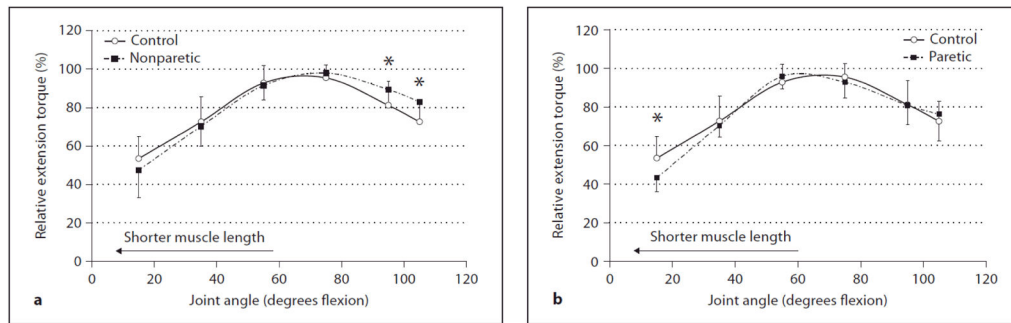 120
100
80
60
40
20
0
Relative extension torque (%)
Control
Nonparetic
*
*
Shorter muscle length
0 20 40 60 80 100 120
a
Joint angle (degrees flexion)
120
100
80
60
40
20
0
Relative extension torque (%)
Control
Paretic
*
Shorter muscle length
0 20 40 60 80 100 120
b
Joint angle (degrees flexion)